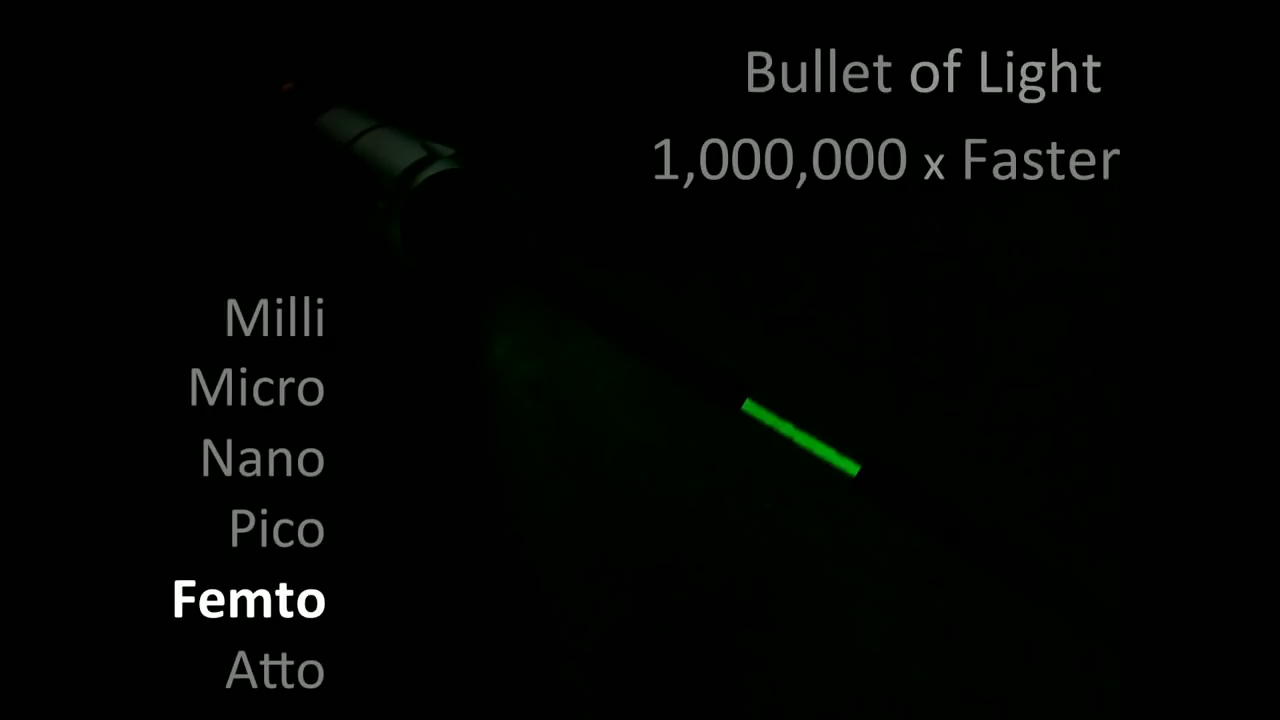 Bullet of Light
1,000,000 x Faster
Milli
Micro
Nano
Pico
Femto
Atto